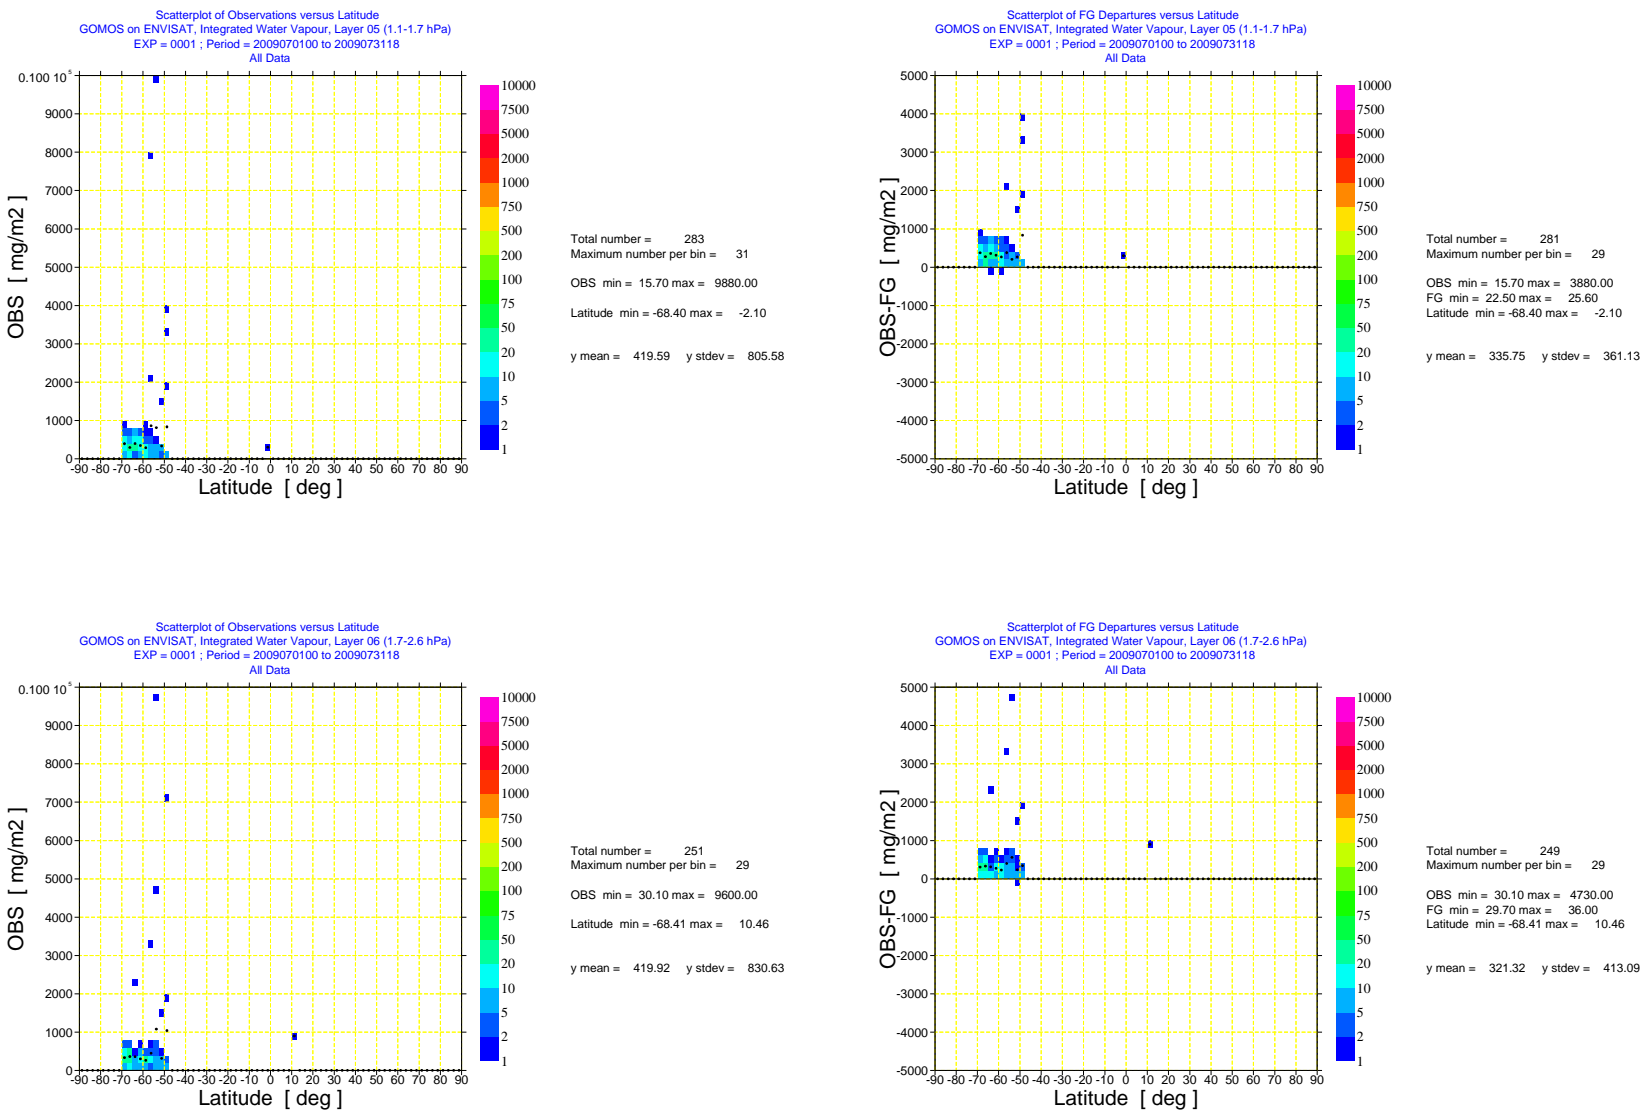 Scatterplot of Observations versus Latitude
GOMOS on ENVISAT, Integrated Water Vapour, Layer 05 (1.1-1.7 hPa)
EXP = 0001 ; Period = 2009070100 to 2009073118
All Data
0.100 10^5
9000
8000
7000
6000
5000
4000
3000
2000
1000
0
OBS [ mg/m2 ]
-90 -80 -70 -60 -50 -40 -30 -20 -10 0 10 20 30 40 50 60 70 80 90
Latitude [ deg ]
10000
7500
5000
2000
1000
750
500
200
100
75
50
20
10
5
2
1
Total number = 283
Maximum number per bin = 31
OBS min = 15.70 max = 9880.00
Latitude min = -68.40 max = -2.10
y mean = 419.59 y stdev = 805.58
Scatterplot of FG Departures versus Latitude
GOMOS on ENVISAT, Integrated Water Vapour, Layer 05 (1.1-1.7 hPa)
EXP = 0001 ; Period = 2009070100 to 2009073118
All Data
5000
4000
3000
2000
1000
0
-1000
-2000
-3000
-4000
-5000
OBS-FG [ mg/m2 ]
-90 -80 -70 -60 -50 -40 -30 -20 -10 0 10 20 30 40 50 60 70 80 90
Latitude [ deg ]
10000
7500
5000
2000
1000
750
500
200
100
75
50
20
10
5
2
1
Total number = 281
Maximum number per bin = 29
OBS min = 15.70 max = 3880.00
FG min = 22.50 max = 25.60
Latitude min = -68.40 max = -2.10
y mean = 335.75 y stdev = 361.13
Scatterplot of Observations versus Latitude
GOMOS on ENVISAT, Integrated Water Vapour, Layer 06 (1.7-2.6 hPa)
EXP = 0001 ; Period = 2009070100 to 2009073118
All Data
0.100 10^5
9000
8000
7000
6000
5000
4000
3000
2000
1000
0
OBS [ mg/m2 ]
-90 -80 -70 -60 -50 -40 -30 -20 -10 0 10 20 30 40 50 60 70 80 90
Latitude [ deg ]
10000
7500
5000
2000
1000
750
500
200
100
75
50
20
10
5
2
1
Total number = 251
Maximum number per bin = 29
OBS min = 30.10 max = 9600.00
Latitude min = -68.41 max = 10.46
y mean = 419.92 y stdev = 830.63
Scatterplot of FG Departures versus Latitude
GOMOS on ENVISAT, Integrated Water Vapour, Layer 06 (1.7-2.6 hPa)
EXP = 0001 ; Period = 2009070100 to 2009073118
All Data
5000
4000
3000
2000
1000
0
-1000
-2000
-3000
-4000
-5000
OBS-FG [ mg/m2 ]
-90 -80 -70 -60 -50 -40 -30 -20 -10 0 10 20 30 40 50 60 70 80 90
Latitude [ deg ]
10000
7500
5000
2000
1000
750
500
200
100
75
50
20
10
5
2
1
Total number = 249
Maximum number per bin = 29
OBS min = 30.10 max = 4730.00
FG min = 29.70 max = 36.00
Latitude min = -68.41 max = 10.46
y mean = 321.32 y stdev = 413.09